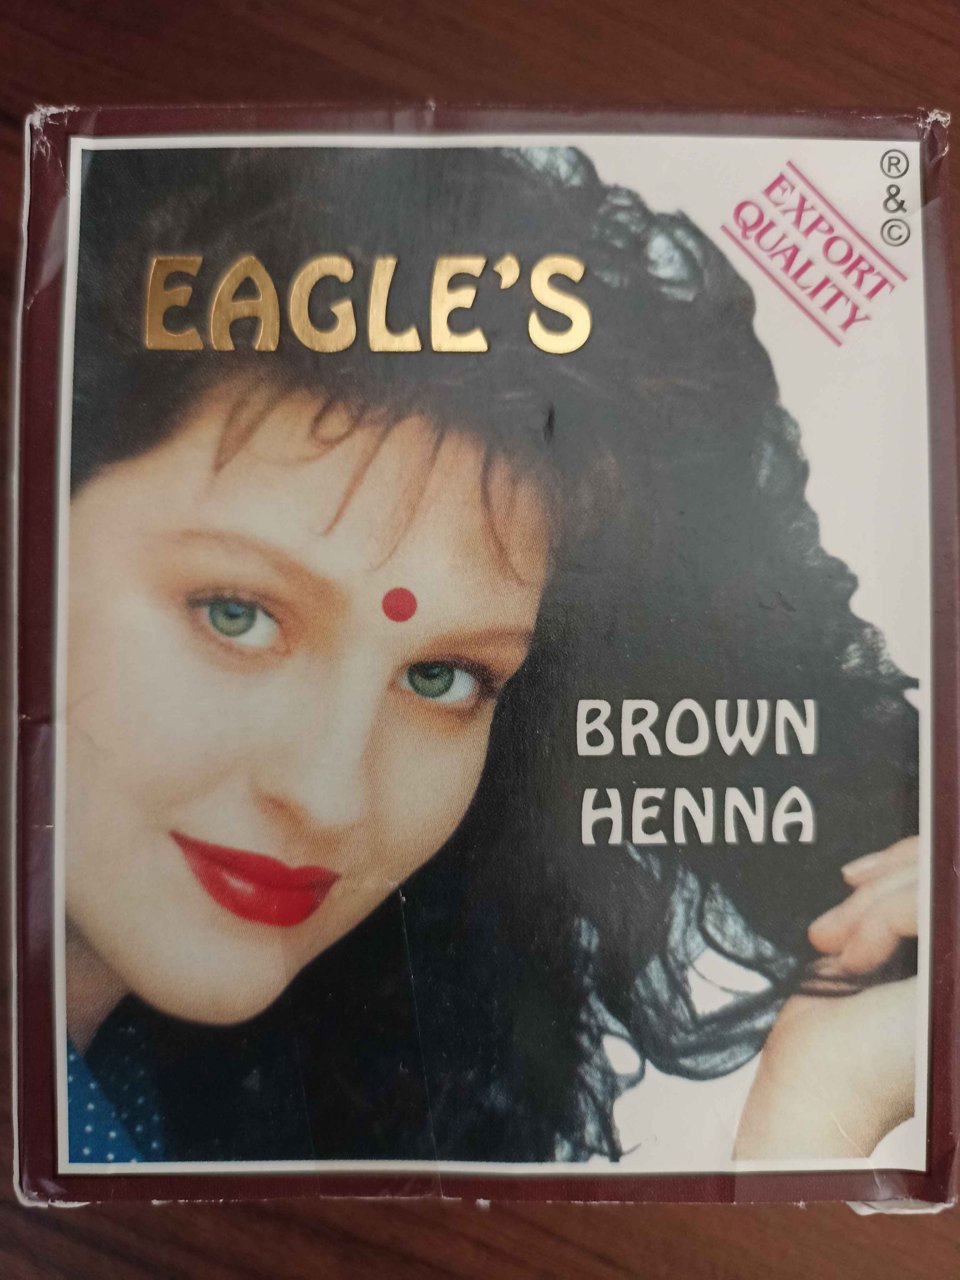 ®
&
©
EXPORT
QUALITY
EAGLE'S
BROWN
HENNA